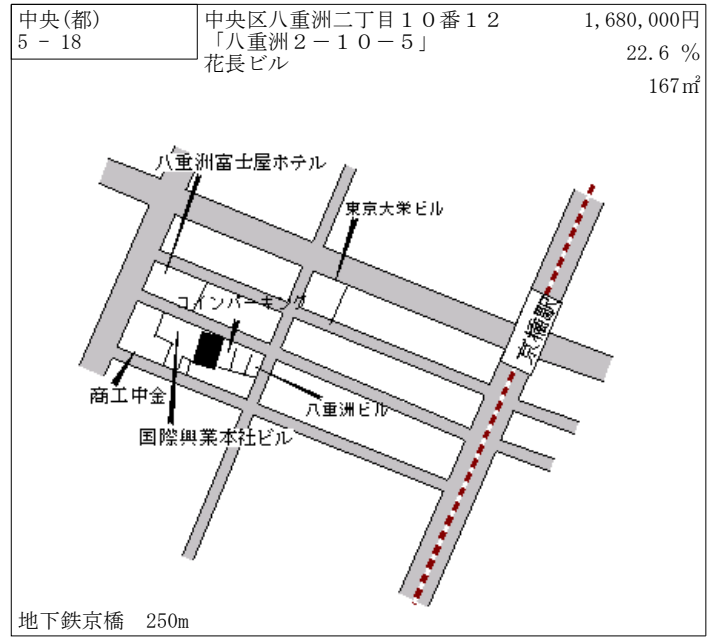 中央(都)
5 - 18
中央区八重洲二丁目１０番１２
「八重洲２－１０－５」
花長ビル
1,680,000円
22.6 %
167㎡
八重洲富士屋ホテル
東京大栄ビル
コインパーキング
京橋駅
商工中金
八重洲ビル
国際興業本社ビル
地下鉄京橋　250m